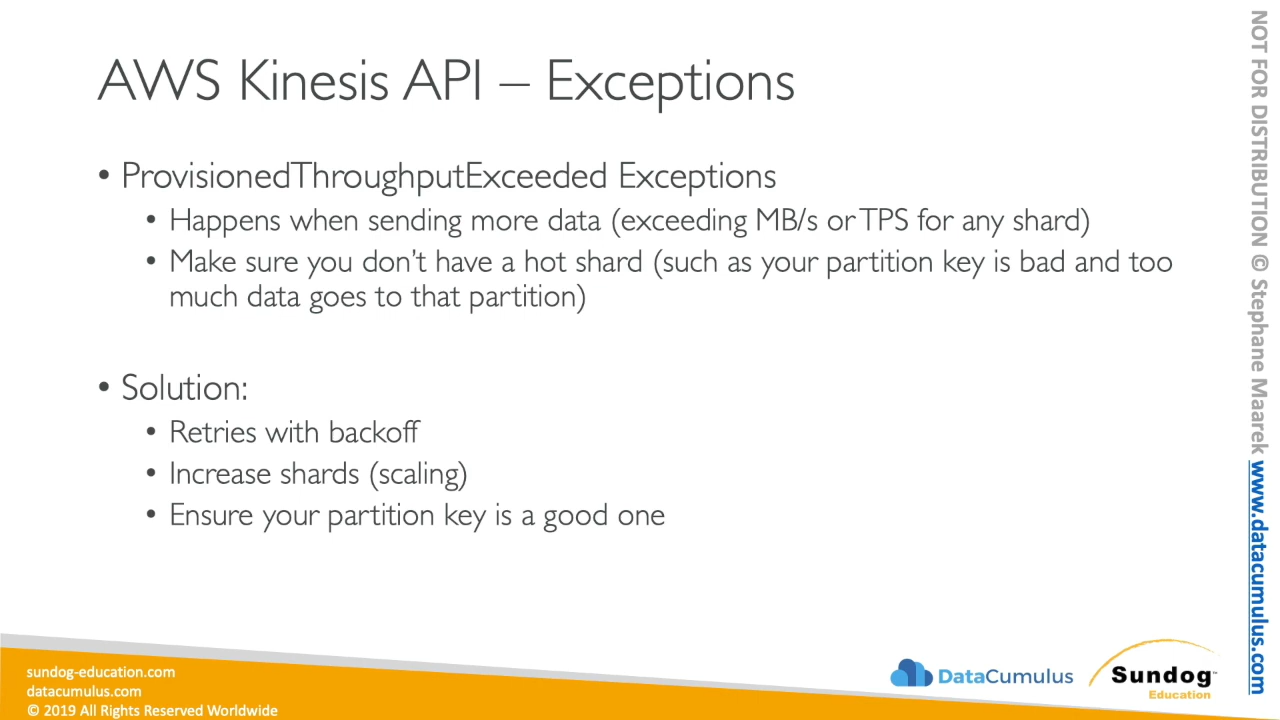 AWS Kinesis API – Exceptions
• ProvisionedThroughputExceeded Exceptions
• Happens when sending more data (exceeding MB/s or TPS for any shard)
• Make sure you don’t have a hot shard (such as your partition key is bad and too
much data goes to that partition)
• Solution:
• Retries with backoff
• Increase shards (scaling)
• Ensure your partition key is a good one
NOT FOR DISTRIBUTION © Stephane Maarek www.datacumulus.com
sundog-education.com
datacumulus.com
© 2019 All Rights Reserved Worldwide
DataCumulus
Sundog™
Education